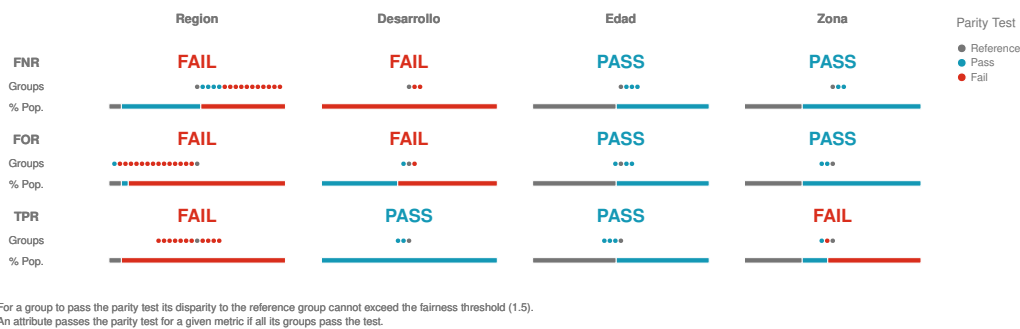 Region Desarrollo Edad Zona
Parity Test
Reference
Pass
Fail
FNR FAIL FAIL PASS PASS
Groups
% Pop.
FOR FAIL FAIL PASS PASS
Groups
% Pop.
TPR FAIL PASS PASS FAIL
Groups
% Pop.
For a group to pass the parity test its disparity to the reference group cannot exceed the fairness threshold (1.5).
An attribute passes the parity test for a given metric if all its groups pass the test.